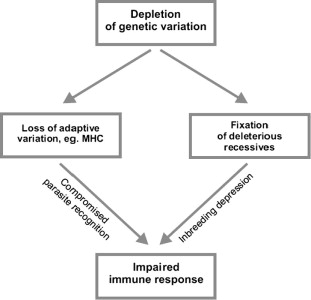 Depletion
of genetic variation
Loss of adaptive
variation, eg. MHC
Fixation
of deleterious
recessives
Compromised
parasite recognition
Inbreeding depression
Impaired
immune response